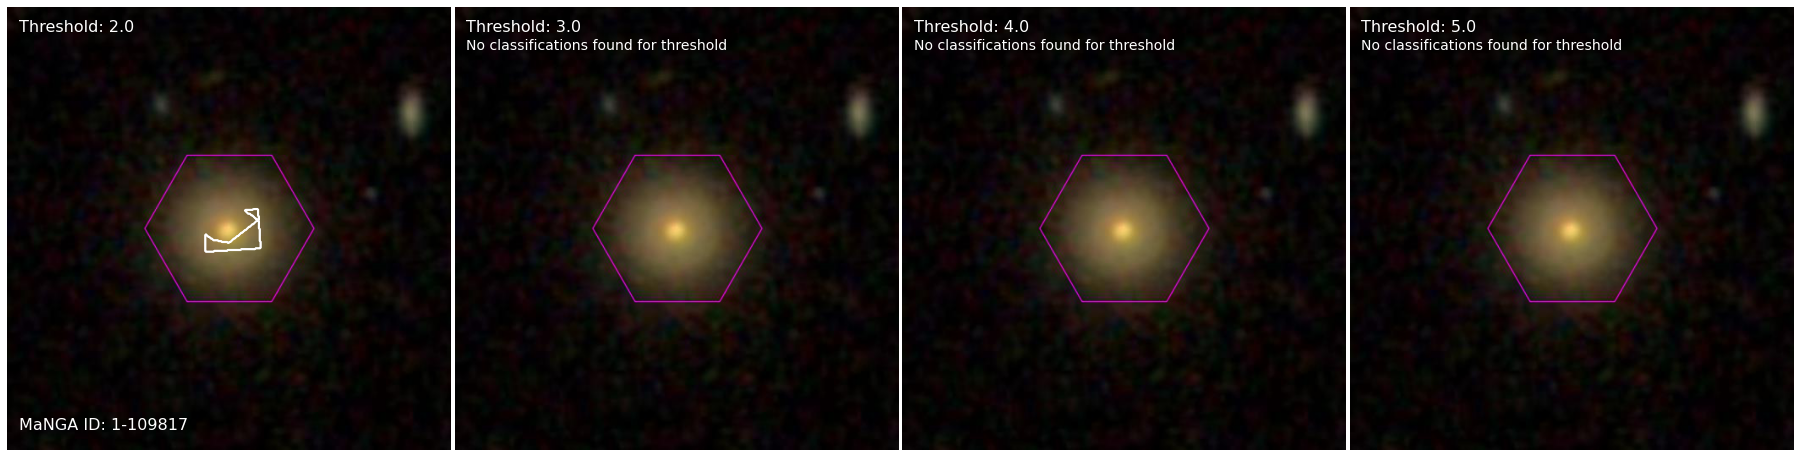 Threshold: 2.0
Threshold: 3.0
No classifications found for threshold
Threshold: 4.0
No classifications found for threshold
Threshold: 5.0
No classifications found for threshold
MaNGA ID: 1-109817